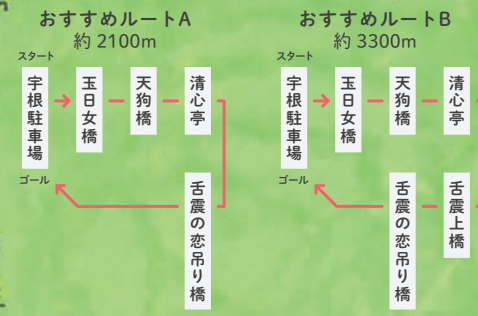 おすすめルートA
約 2100m
スタート
宇根駐車場
玉日女橋
天狗橋
清心亭
舌震の恋吊り橋
ゴール
おすすめルートB
約 3300m
スタート
宇根駐車場
玉日女橋
天狗橋
清心亭
舌震上橋
舌震の恋吊り橋
ゴール